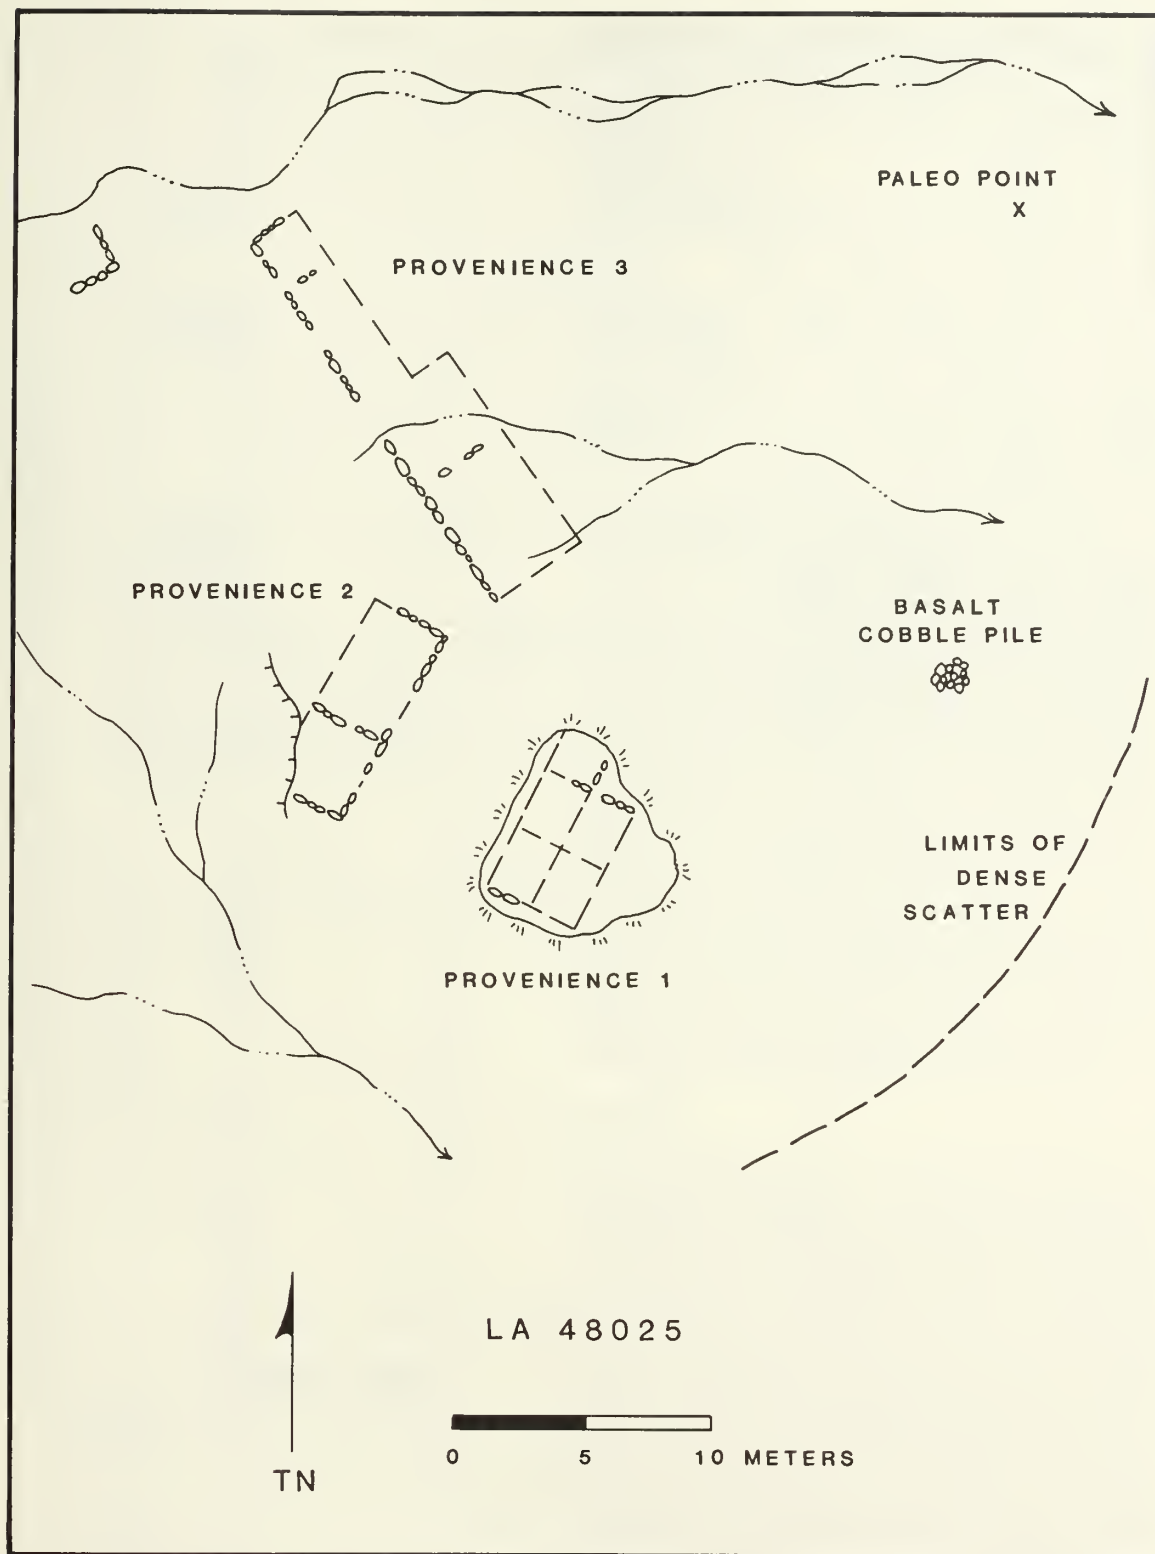 PALEO POINT
X
PROVENIENCE 3
PROVENIENCE 2
BASALT
COBBLE PILE
LIMITS OF
DENSE
SCATTER
PROVENIENCE 1
LA 48025
0 5 10 METERS
TN